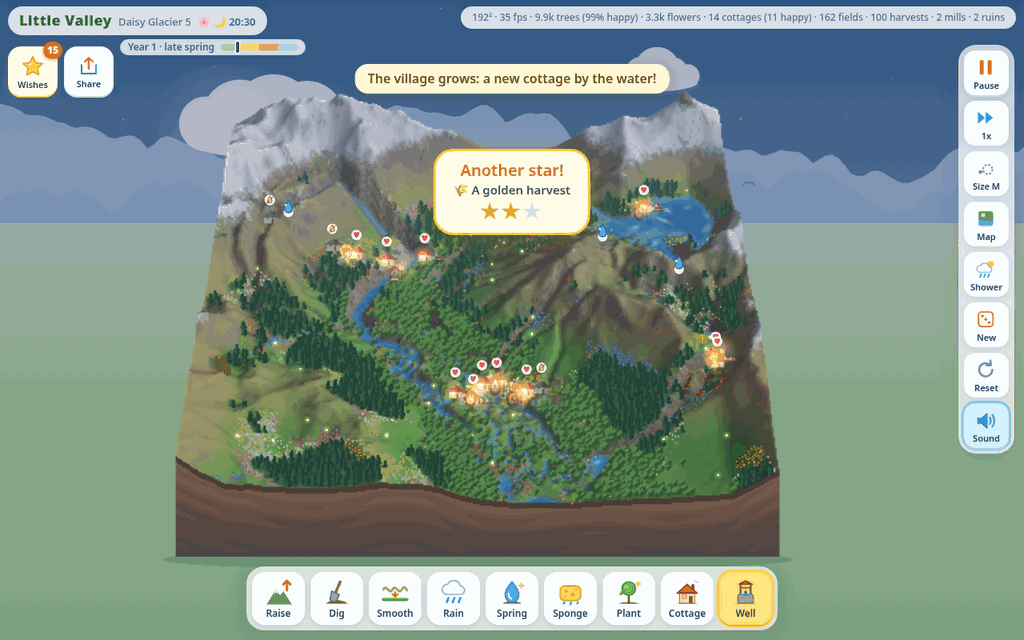 Little Valley Daisy Glacier 5 🌸 🌙 20:30
192² · 35 fps · 9.9k trees (99% happy) · 3.3k flowers · 14 cottages (11 happy) · 162 fields · 100 harvests · 2 mills · 2 ruins
Year 1 · late spring
15
Wishes
Share
The village grows: a new cottage by the water!
Another star!
A golden harvest
Pause
1x
Size M
Map
Shower
New
Reset
Sound
Raise
Dig
Smooth
Rain
Spring
Sponge
Plant
Cottage
Well